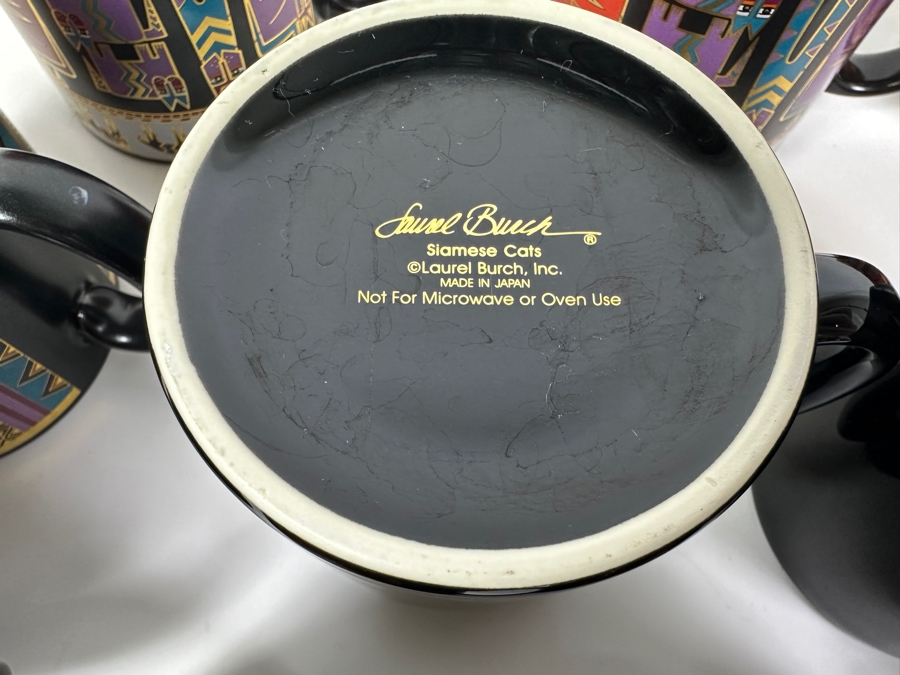 Laurel Burch ®
Siamese Cats
©Laurel Burch, Inc.
MADE IN JAPAN
Not For Microwave or Oven Use